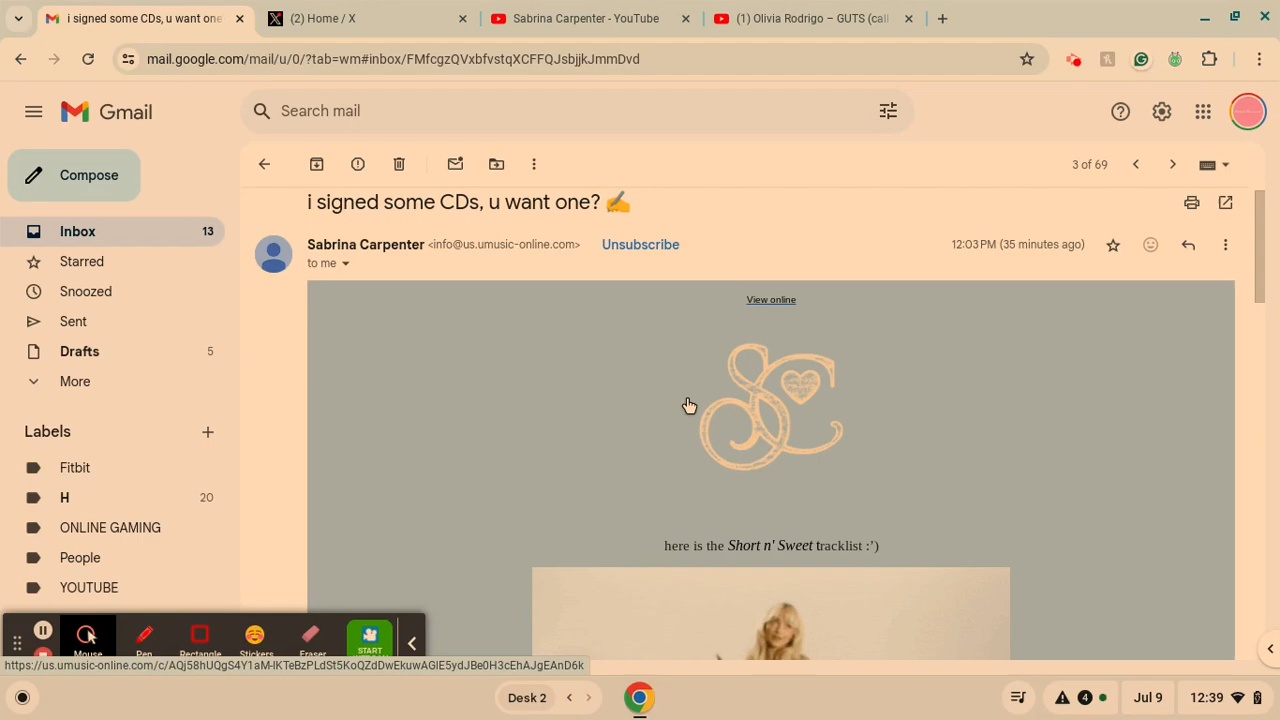 i signed some CDs, u want one
(2) Home / X
Sabrina Carpenter - YouTube
(1) Olivia Rodrigo – GUTS (cal
mail.google.com/mail/u/0/?tab=wm#inbox/FMfcgzQVxbfvstqXCFFQJsbjjkJmmDvd
Gmail
Search mail
Compose
3 of 69
Inbox 13
Starred
Snoozed
Sent
Drafts 5
More
Labels
Fitbit
H 20
ONLINE GAMING
People
YOUTUBE
i signed some CDs, u want one? ✍️
Sabrina Carpenter <info@us.umusic-online.com> Unsubscribe 12:03 PM (35 minutes ago)
to me
View online
SC
here is the Short n' Sweet tracklist :')
Mouse
Pen
Rectangle
Stickers
Eraser
START
https://us.umusic-online.com/c/
Desk 2
4
Jul 9
12:39